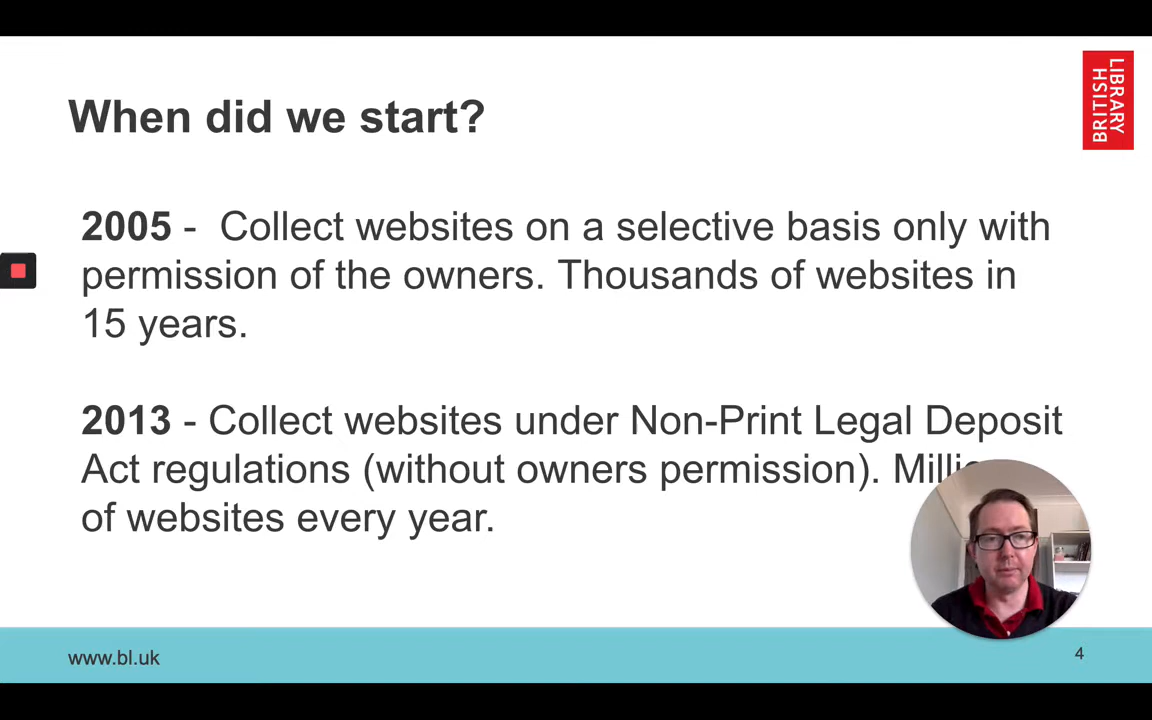 When did we start?
LIBRARY
BRITISH
2005 - Collect websites on a selective basis only with
permission of the owners. Thousands of websites in
15 years.
2013 - Collect websites under Non-Print Legal Deposit
Act regulations (without owners permission).
of websites every year.
www.bl.uk
4